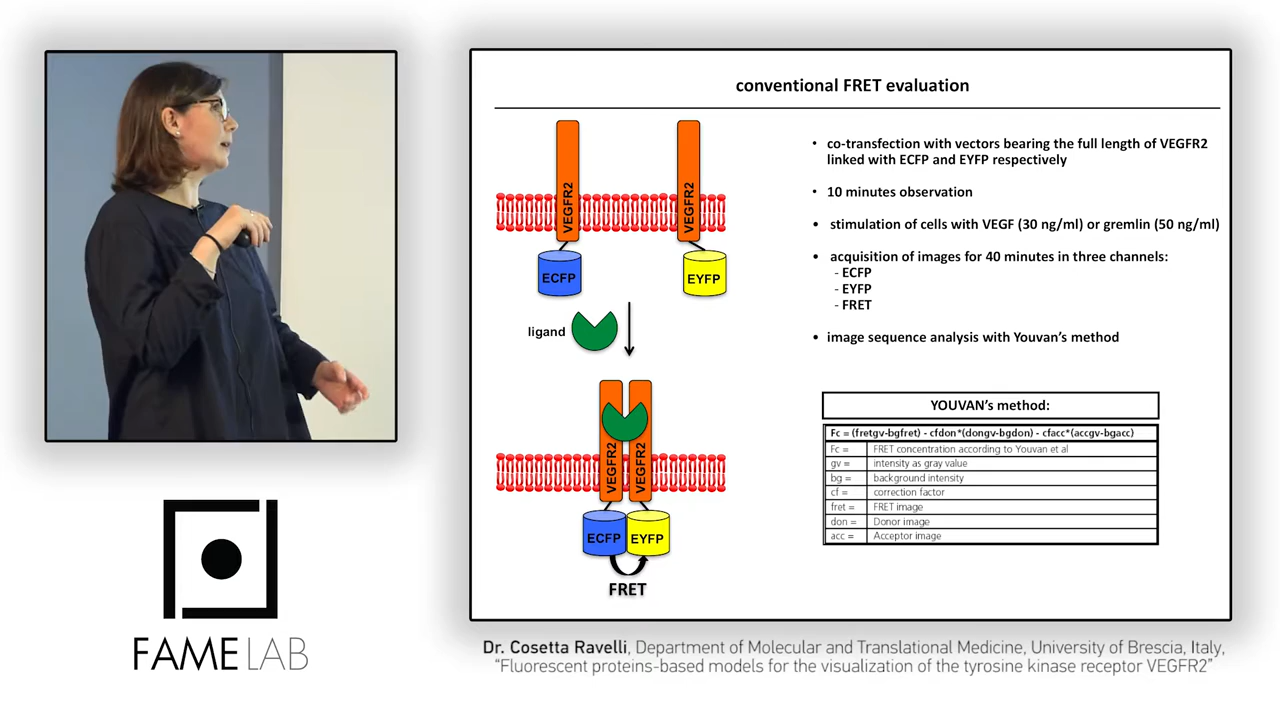 conventional FRET evaluation
VEGFR2
VEGFR2
ECFP
EYFP
ligand
VEGFR2
VEGFR2
ECFP
EYFP
FRET
• co-transfection with vectors bearing the full length of VEGFR2
linked with ECFP and EYFP respectively
• 10 minutes observation
• stimulation of cells with VEGF (30 ng/ml) or gremlin (50 ng/ml)
• acquisition of images for 40 minutes in three channels:
- ECFP
- EYFP
- FRET
• image sequence analysis with Youvan’s method
YOUVAN’s method:
Fc = (fretgv-bgfret) - cfdon*(dongv-bgdon) - cfacc*(accgv-bgacc)
Fc = FRET concentration according to Youvan et al
gv = intensity as gray value
bg = background intensity
cf = correction factor
fret = FRET image
don = Donor image
acc = Acceptor image
FAMELAB
Dr. Cosetta Ravelli, Department of Molecular and Translational Medicine, University of Brescia, Italy,
“Fluorescent proteins-based models for the visualization of the tyrosine kinase receptor VEGFR2”